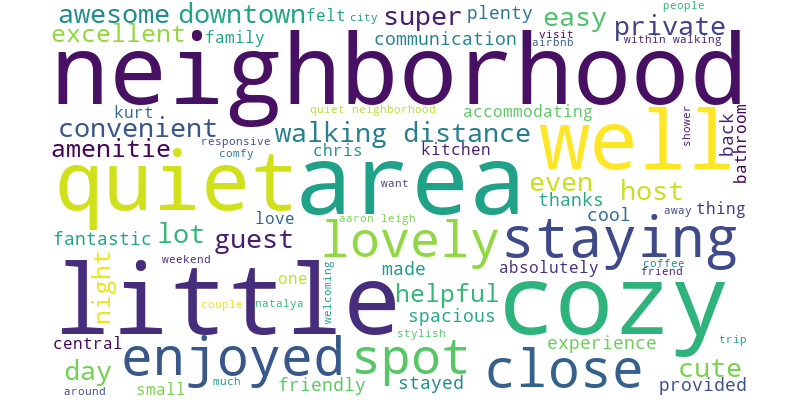 awesome downtown felt city super plenty easy people
excellent family communication visit airbnb private within walking
neighborhood
kurt quiet neighborhood accommodating
convenient walking distance well shower back bathroom
amenitie responsive comfy chris kitchen
quiet area want even host
thanks
love aaron leigh cool away thing
fantastic lot guest lovely staying
weekend made absolutely coffee friend
night little one welcoming helpful cozy
couple natalya spacious
central stylish experience trip
enjoyed spot close cute
day
around small much friendly stayed provided